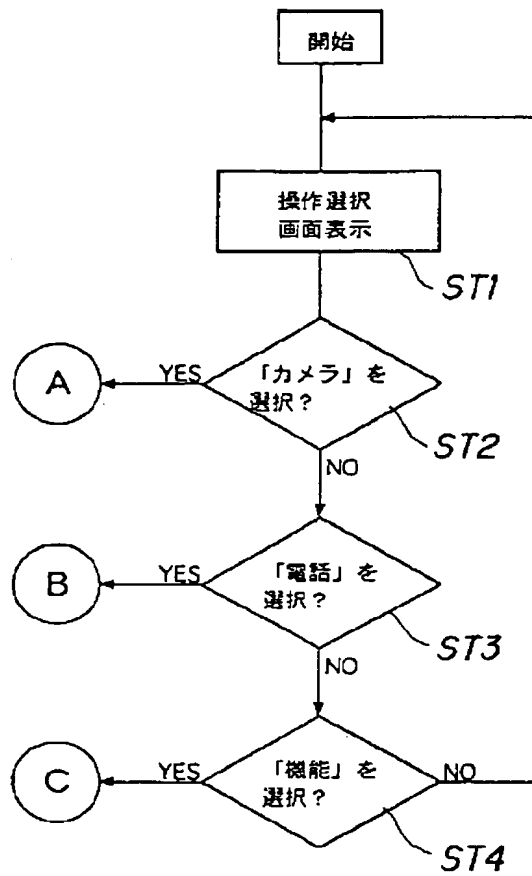 開始
操作選択
画面表示
ST1
A
YES
「カメラ」を
選択?
ST2
NO
B
YES
「電話」を
選択?
ST3
NO
C
YES
「機能」を
選択?
NO
ST4